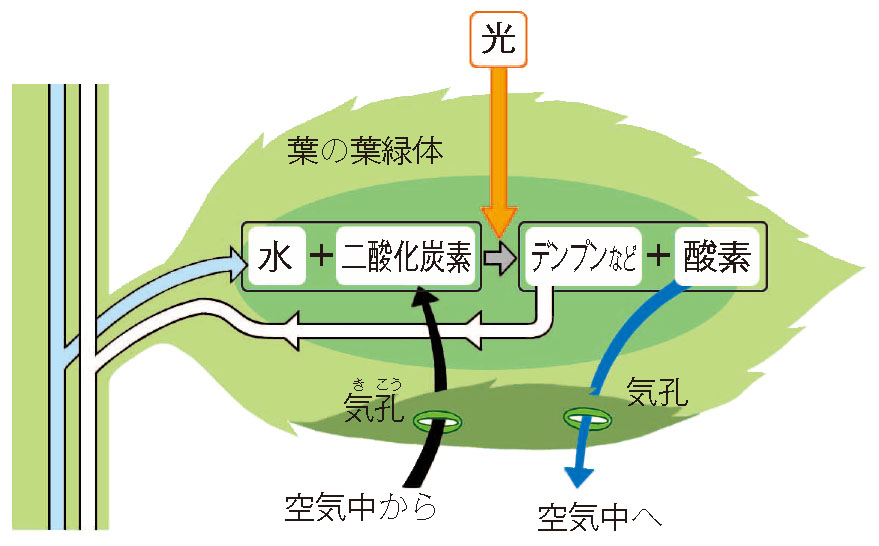 光
葉の葉緑体
水 + 二酸化炭素 デンプンなど + 酸素
き こう
気孔
気孔
空気中から
空気中へ